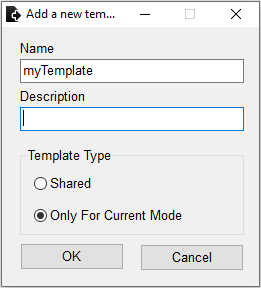 Add a new tem...
Name
myTemplate
Description
Template Type
Shared
Only For Current Mode
OK
Cancel